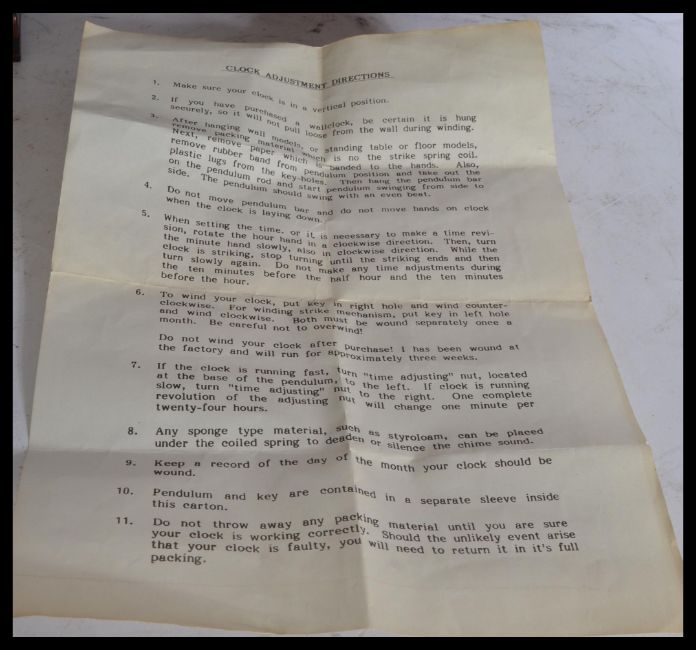 CLOCK ADJUSTMENT DIRECTIONS
1. Make sure your clock is in a vertical position.
2. If you have purchased a wallclock, be certain it is hung
securely, so it will not pull loose from the wall during winding.
3. After hanging wall models, or standing table or floor models,
remove packing material which is no the strike spring coil.
Next, remove paper which is banded to the hands. Also,
remove rubber band from pendulum position and take out the
plastic lugs from the key-holes. Then hang the pendulum bar
on the pendulum rod and start pendulum swinging from side to
side. The pendulum should swing with an even beat.
4. Do not move pendulum bar and do not move hands on clock
when the clock is laying down.
5. When setting the time, or it is necessary to make a time revi-
sion, rotate the hour hand in a clockwise direction. Then, turn
the minute hand slowly, also in clockwise direction. While the
clock is striking, stop turning until the striking ends and then
turn slowly again. Do not make any time adjustments during
the ten minutes before the half hour and the ten minutes
before the hour.
6. To wind your clock, put key in right hole and wind counter-
clockwise. For winding strike mechanism, put key in left hole
and wind clockwise. Both must be wound separately once a
month. Be careful not to overwind!
Do not wind your clock after purchase! I has been wound at
the factory and will run for approximately three weeks.
7. If the clock is running fast, turn "time adjusting" nut, located
at the base of the pendulum, to the left. If clock is running
slow, turn "time adjusting" nut to the right. One complete
revolution of the adjusting nut will change one minute per
twenty-four hours.
8. Any sponge type material, such as styroloam, can be placed
under the coiled spring to deaden or silence the chime sound.
9. Keep a record of the day of the month your clock should be
wound.
10. Pendulum and key are contained in a separate sleeve inside
this carton.
11. Do not throw away any packing material until you are sure
your clock is working correctly. Should the unlikely event arise
that your clock is faulty, you will need to return it in it's full
packing.